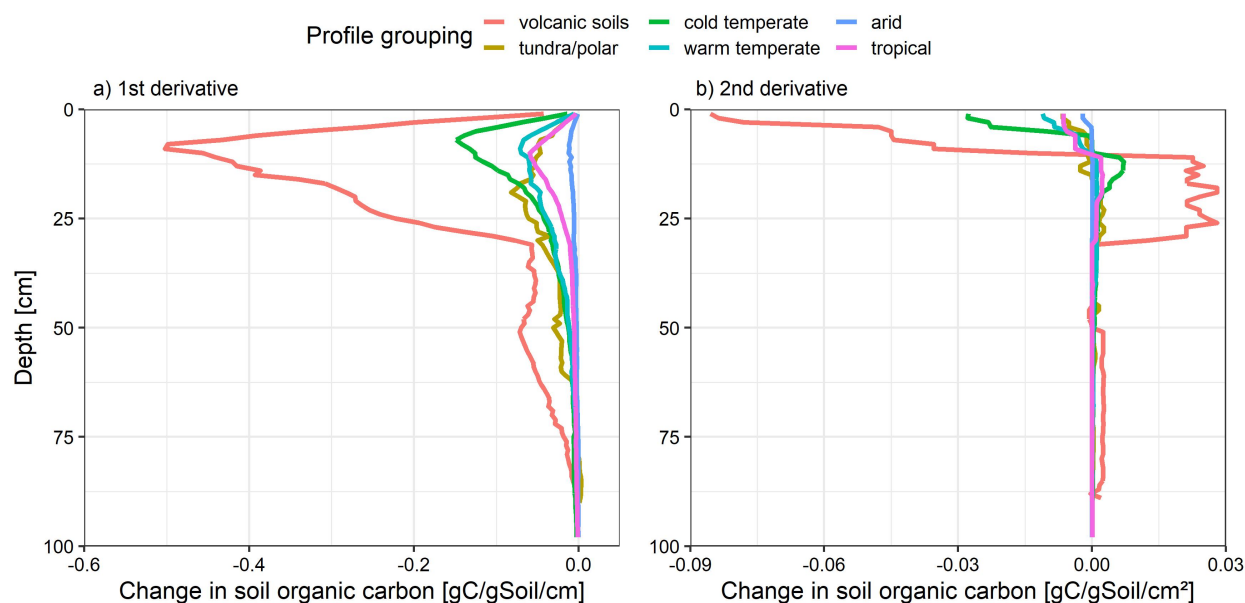 Profile grouping
volcanic soils cold temperate arid
tundra/polar warm temperate tropical
a) 1st derivative b) 2nd derivative
0 0
25 25
50 50
75 75
100 100
Depth [cm]
-0.6 -0.4 -0.2 0.0 -0.09 -0.06 -0.03 0.00 0.03
Change in soil organic carbon [gC/gSoil/cm] Change in soil organic carbon [gC/gSoil/cm²]